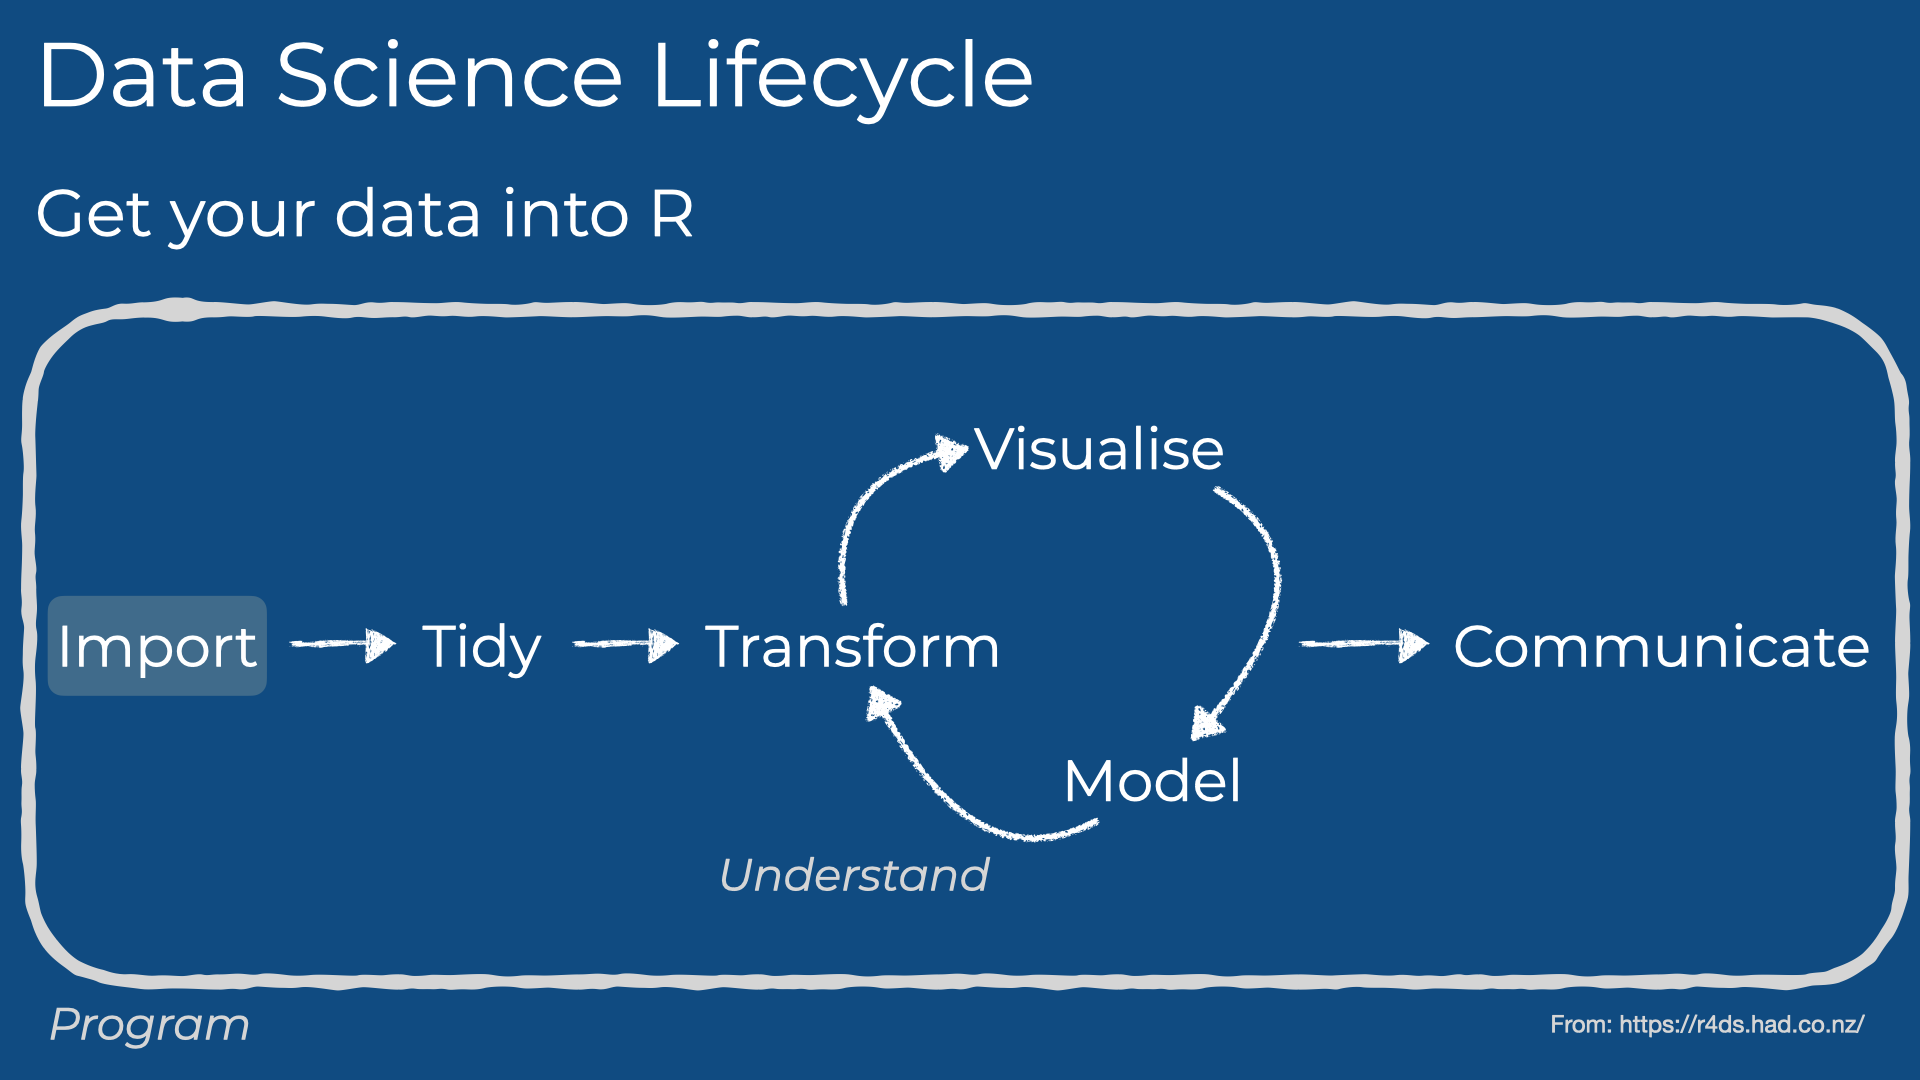 Data Science Lifecycle
Get your data into R
Visualise
Import
Tidy
Transform
Communicate
Model
Understand
Program
From: https://r4ds.had.co.nz/